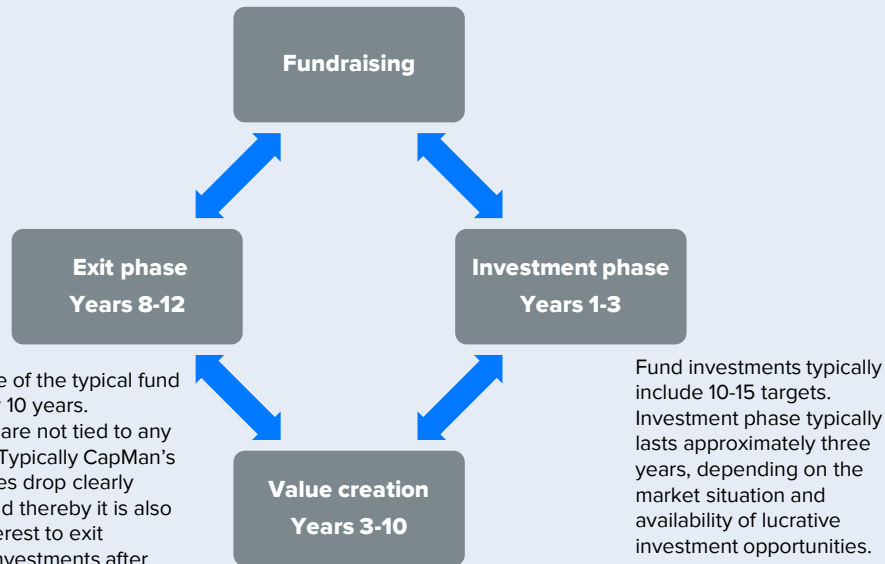 Fundraising
Exit phase
Years 8-12
Investment phase
Years 1-3
e of the typical fund
10 years.
are not tied to any
Typically CapMan's
es drop clearly
d thereby it is also
erest to exit
nvestments after
Value creation
Years 3-10
Fund investments typically
include 10-15 targets.
Investment phase typically
lasts approximately three
years, depending on the
market situation and
availability of lucrative
investment opportunities.